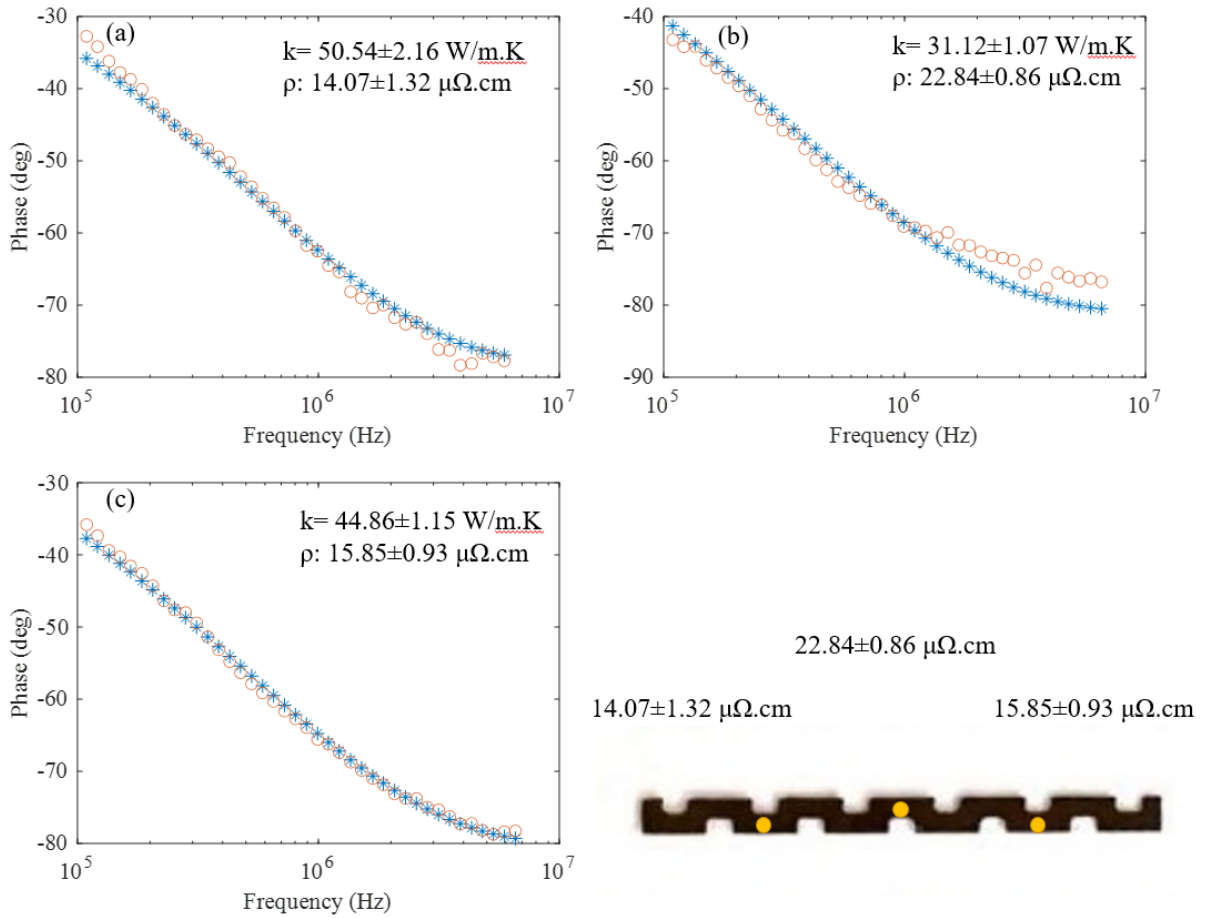 (a)
k= 50.54±2.16 W/m.K
ρ: 14.07±1.32 μΩ.cm
-30
-40
-50
-60
-70
-80
Phase (deg)
10^5
10^6
10^7
Frequency (Hz)
(b)
k= 31.12±1.07 W/m.K
ρ: 22.84±0.86 μΩ.cm
-40
-50
-60
-70
-80
-90
Phase (deg)
10^5
10^6
10^7
Frequency (Hz)
(c)
k= 44.86±1.15 W/m.K
ρ: 15.85±0.93 μΩ.cm
-30
-40
-50
-60
-70
-80
Phase (deg)
10^5
10^6
10^7
Frequency (Hz)
22.84±0.86 μΩ.cm
14.07±1.32 μΩ.cm
15.85±0.93 μΩ.cm